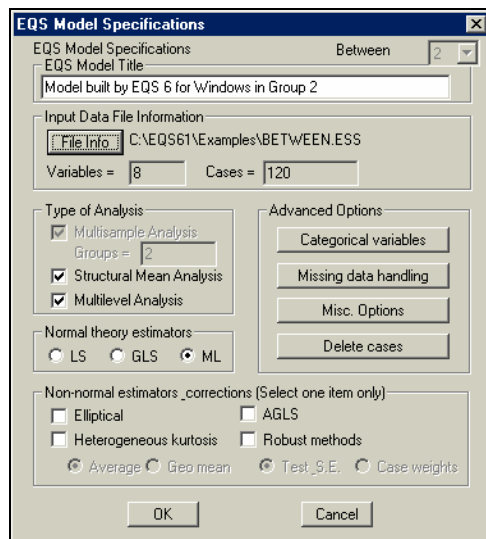 EQS Model Specifications
EQS Model Specifications Between 2
EQS Model Title
Model built by EQS 6 for Windows in Group 2
Input Data File Information
File Info C:\EQS61\Examples\BETWEEN.ESS
Variables = 8 Cases = 120
Type of Analysis
Multisample Analysis
Groups = 2
Structural Mean Analysis
Multilevel Analysis
Advanced Options
Categorical variables
Missing data handling
Misc. Options
Delete cases
Normal theory estimators
LS GLS ML
Non-normal estimators_corrections (Select one item only)
Elliptical AGLS
Heterogeneous kurtosis Robust methods
Average Geo mean Test_S.E. Case weights
OK Cancel